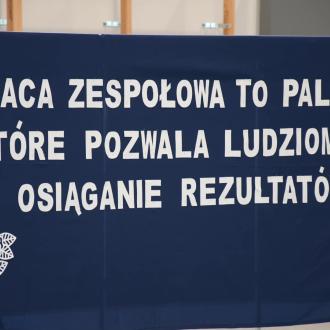 ACA ZESPOŁOWA TO PAL
TÓRE POZWALA LUDZIOM
OSIĄGANIE REZULTATÓ